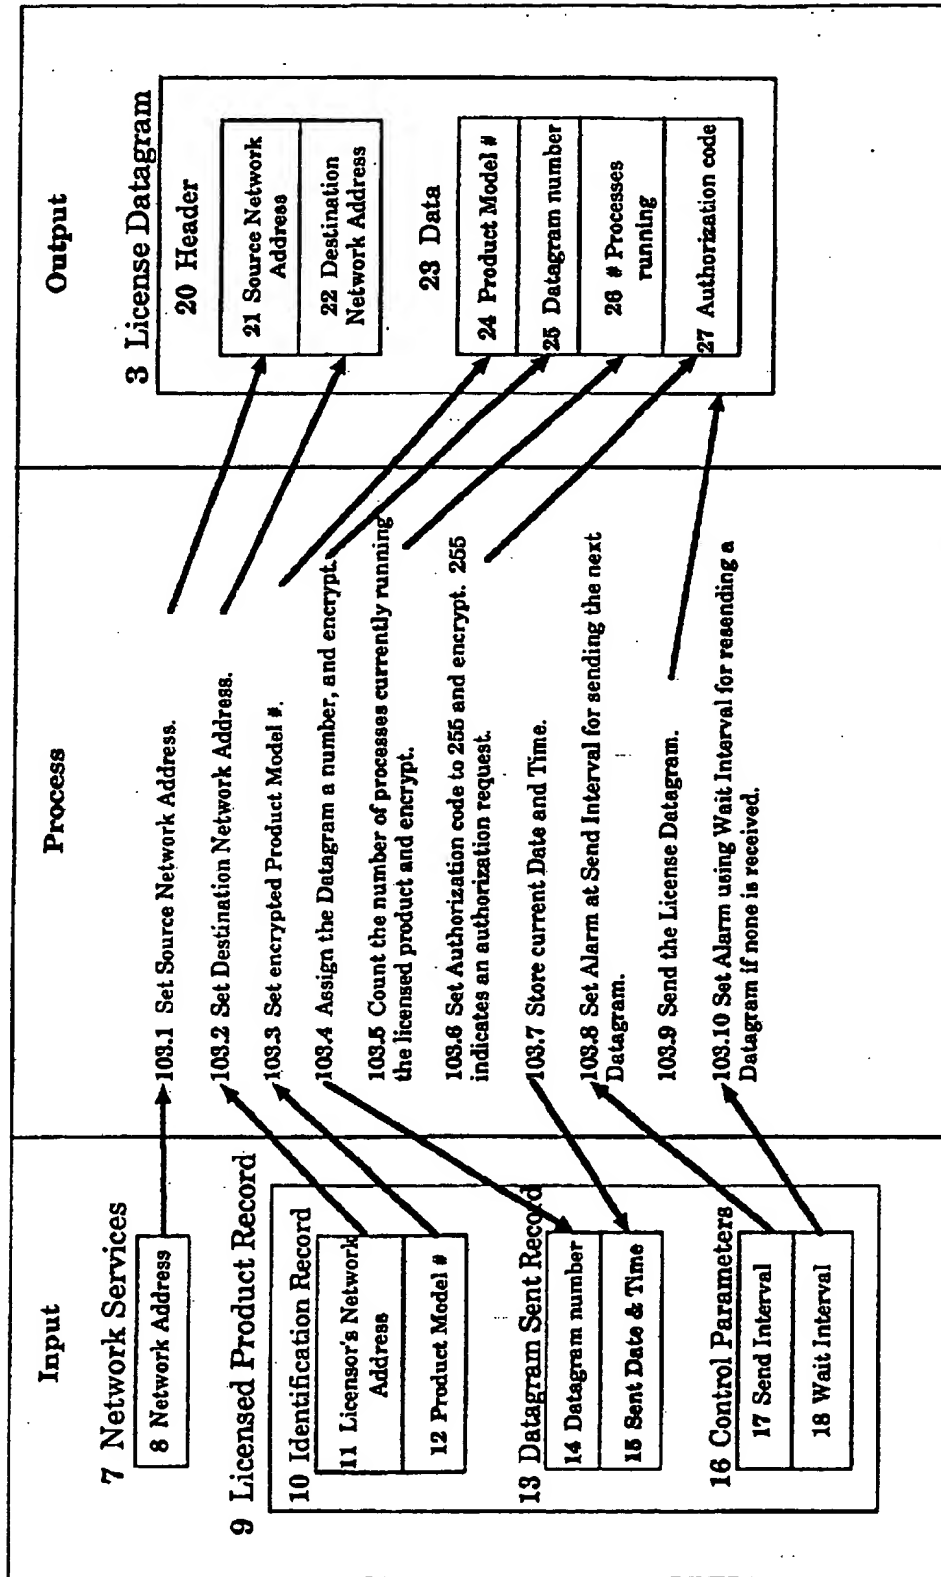 Input
7 Network Services
8 Network Address
9 Licensed Product Record
10 Identification Record
11 Licensor's Network
Address
12 Product Model #
13 Datagram Sent Record
14 Datagram number
15 Sent Date & Time
16 Control Parameters
17 Send Interval
18 Wait Interval
Process
103.1 Set Source Network Address.
103.2 Set Destination Network Address.
103.3 Set encrypted Product Model #.
103.4 Assign the Datagram a number, and encrypt.
103.5 Count the number of processes currently running
the licensed product and encrypt.
103.6 Set Authorization code to 255 and encrypt. 255
indicates an authorization request.
103.7 Store current Date and Time.
103.8 Set Alarm at Send Interval for sending the next
Datagram.
103.9 Send the License Datagram.
103.10 Set Alarm using Wait Interval for resending a
Datagram if none is received.
Output
3 License Datagram
20 Header
21 Source Network
Address
22 Destination
Network Address
23 Data
24 Product Model #
25 Datagram number
26 # Processes
running
27 Authorization code